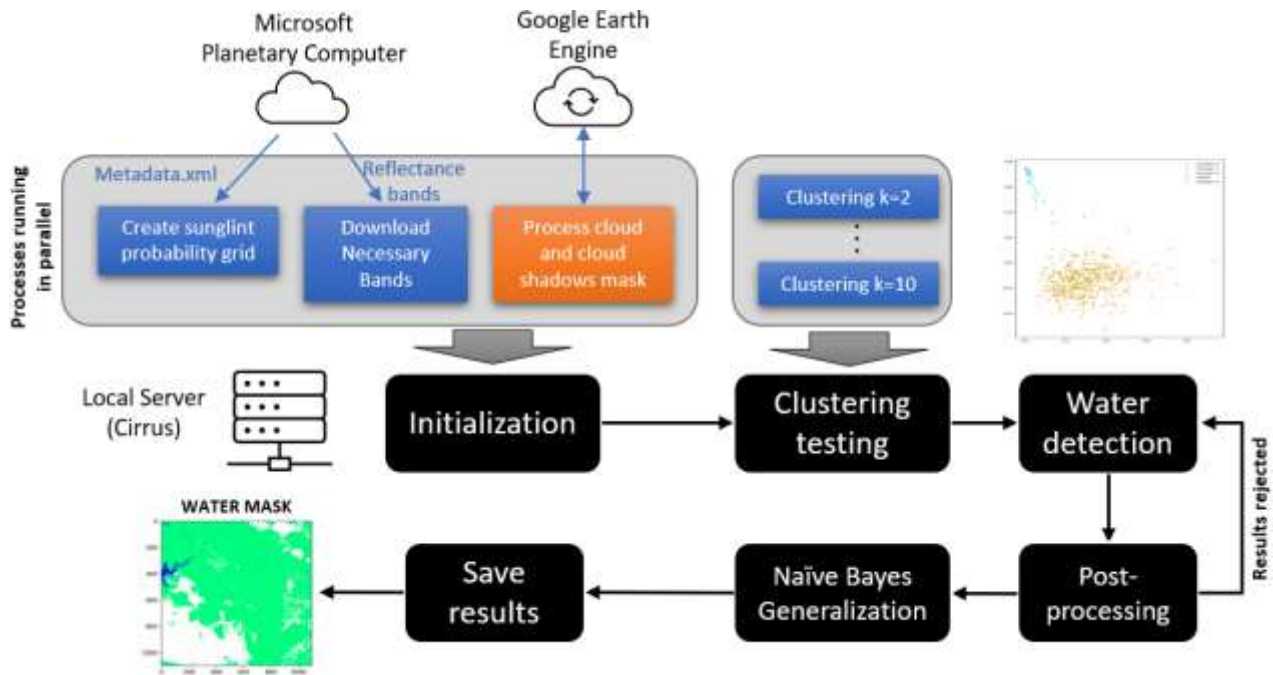 Microsoft
Planetary Computer
Google Earth
Engine
Processes running
in parallel
Metadata.xml
Reflectance
bands
Create sunglint
probability grid
Download
Necessary
Bands
Process cloud
and cloud
shadows mask
Clustering k=2
Clustering k=10
Local Server
(Cirrus)
Initialization
Clustering
testing
Water
detection
Results rejected
WATER MASK
Save
results
Naïve Bayes
Generalization
Post-
processing